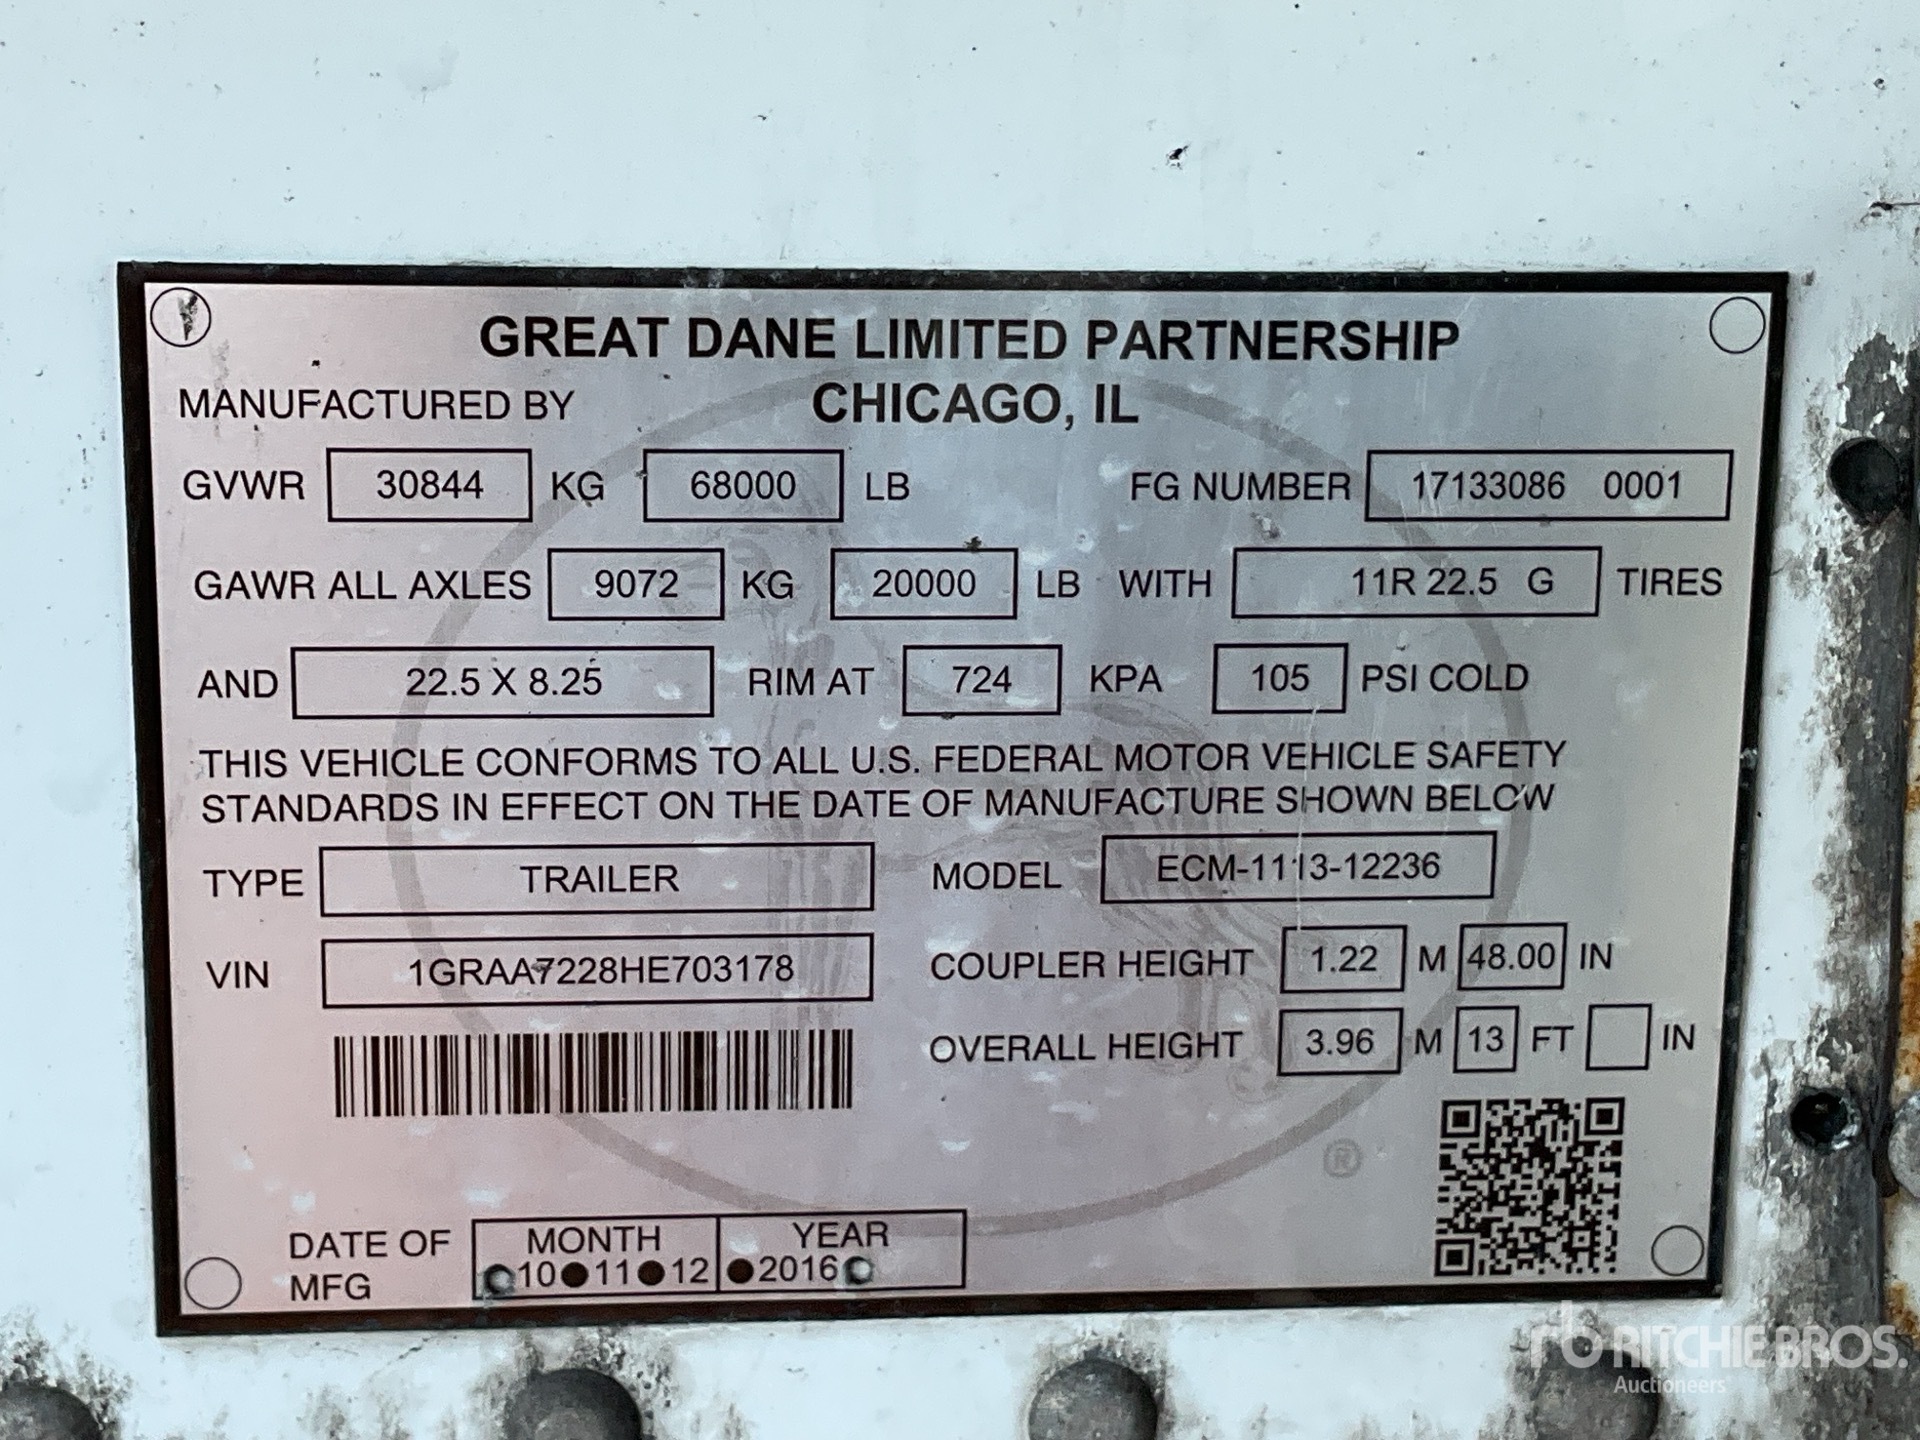 GREAT DANE LIMITED PARTNERSHIP
MANUFACTURED BY CHICAGO, IL
GVWR 30844 KG 68000 LB FG NUMBER 17133086 0001
GAWR ALL AXLES 9072 KG 20000 LB WITH 11R 22.5 G TIRES
AND 22.5 X 8.25 RIM AT 724 KPA 105 PSI COLD
THIS VEHICLE CONFORMS TO ALL U.S. FEDERAL MOTOR VEHICLE SAFETY
STANDARDS IN EFFECT ON THE DATE OF MANUFACTURE SHOWN BELOW
TYPE TRAILER MODEL ECM-1113-12236
VIN 1GRAA7228HE703178 COUPLER HEIGHT 1.22 M 48.00 IN
OVERALL HEIGHT 3.96 M 13 FT IN
®
DATE OF MFG MONTH YEAR
10 11 12 2016
rb RITCHIE BROS.
Auctioneers